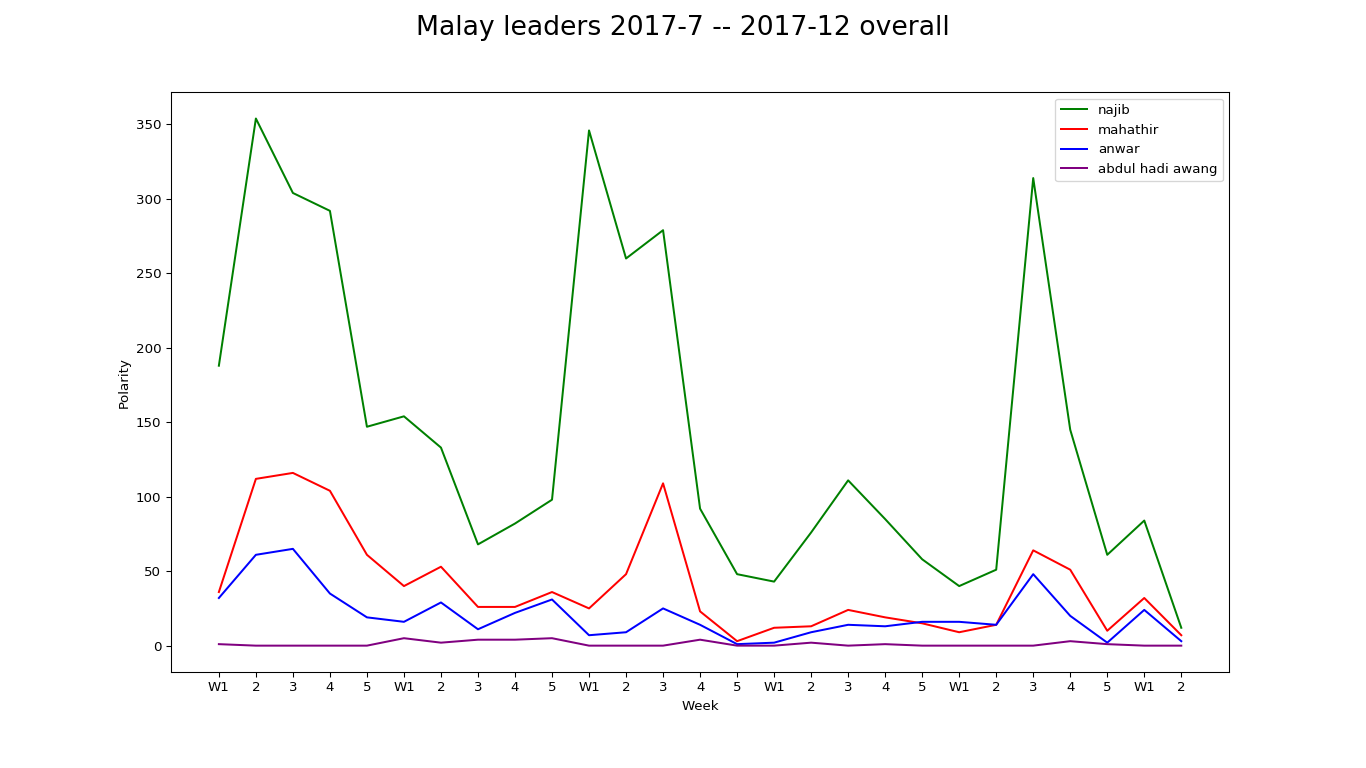 Malay leaders 2017-7 -- 2017-12 overall
najib
mahathir
anwar
abdul hadi awang
350
300
250
200
150
100
50
0
Polarity
W1 2 3 4 5 W1 2 3 4 5 W1 2 3 4 5 W1 2 3 4 5 W1 2 3 4 5 W1 2
Week